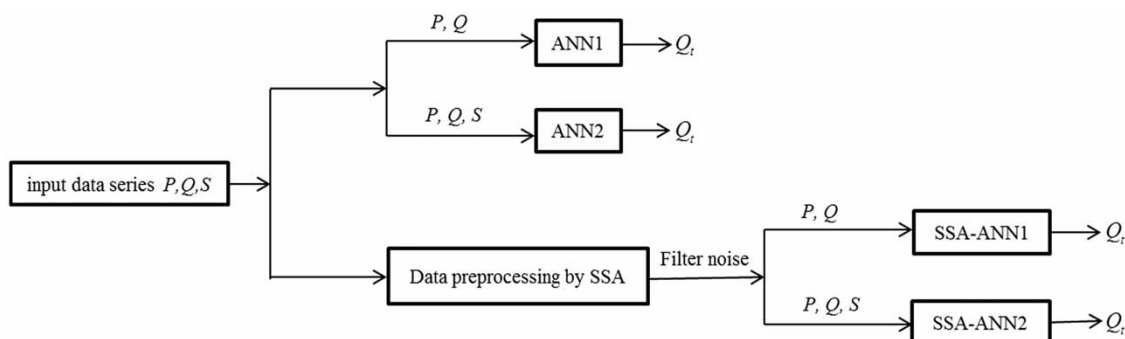 P, Q
ANN1
Qt
P, Q, S
ANN2
Qt
input data series P,Q,S
P, Q
SSA-ANN1
Qt
Filter noise
Data preprocessing by SSA
P, Q, S
SSA-ANN2
Qt